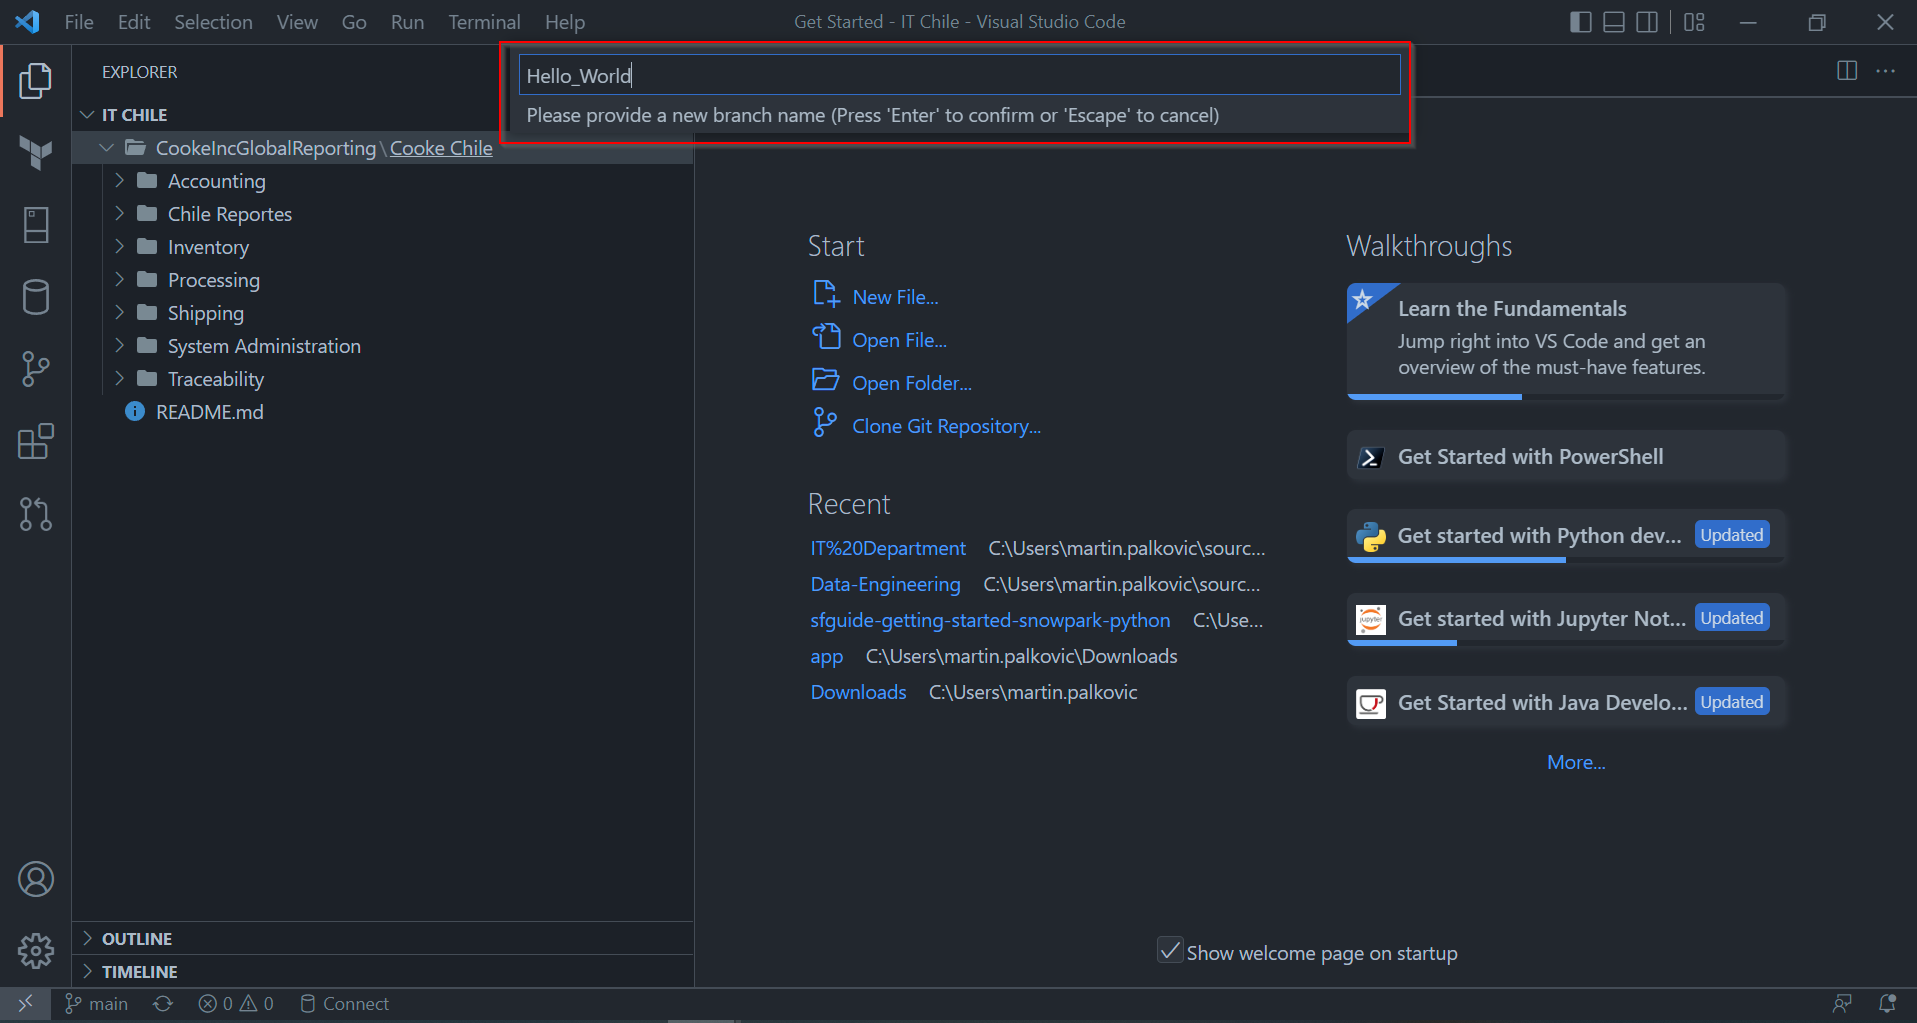 File Edit Selection View Go Run Terminal Help
Get Started - IT Chile - Visual Studio Code
Hello_World
Please provide a new branch name (Press 'Enter' to confirm or 'Escape' to cancel)
EXPLORER
IT CHILE
CookeIncGlobalReporting \ Cooke Chile
Accounting
Chile Reportes
Inventory
Processing
Shipping
System Administration
Traceability
README.md
OUTLINE
TIMELINE
Start
New File...
Open File...
Open Folder...
Clone Git Repository...
Recent
IT%20Department C:\Users\martin.palkovic\sourc...
Data-Engineering C:\Users\martin.palkovic\sourc...
sfguide-getting-started-snowpark-python C:\Use...
app C:\Users\martin.palkovic\Downloads
Downloads C:\Users\martin.palkovic
Walkthroughs
Learn the Fundamentals
Jump right into VS Code and get an
overview of the must-have features.
Get Started with PowerShell
Get started with Python dev... Updated
Get started with Jupyter Not... Updated
Get Started with Java Develo... Updated
More...
Show welcome page on startup
main 0 0 Connect